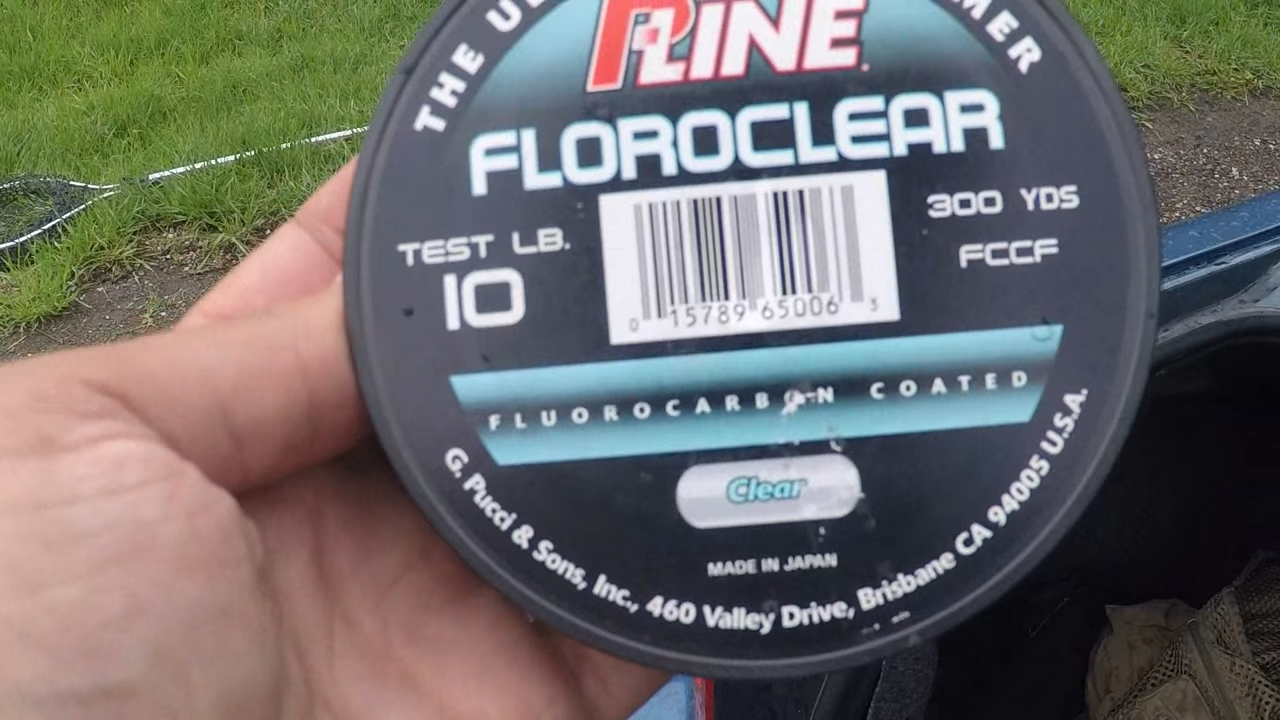 THE
P-LINE
FLOROCLEAR
TEST LB.
10
300 YDS
FCCF
0 15789 65006 3
FLUOROCARBON COATED
Clear
MADE IN JAPAN
G. Pucci & Sons, Inc., 460 Valley Drive, Brisbane CA 94005 U.S.A.